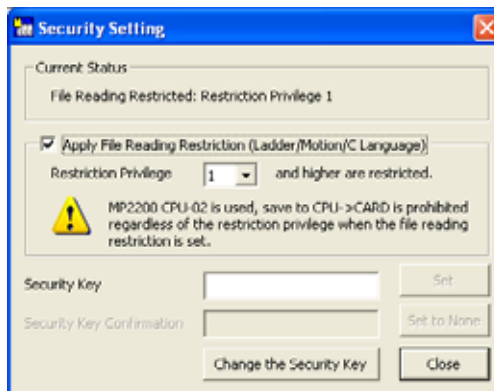 Security Setting
Current Status
File Reading Restricted: Restriction Privilege 1
Apply File Reading Restriction (Ladder/Motion/C Language)
Restriction Privilege 1 and higher are restricted.
MP2200 CPU-02 is used, save to CPU->CARD is prohibited
regardless of the restriction privilege when the file reading
restriction is set.
Security Key Set
Security Key Confirmation Set to None
Change the Security Key Close